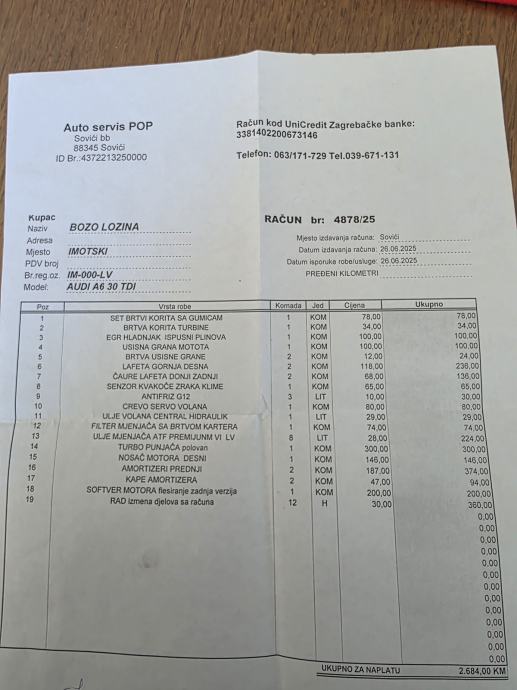 Auto servis POP
Sovići bb
88345 Sovići
ID Br.:4372213250000
Račun kod UniCredit Zagrebačke banke:
3381402200673146
Telefon: 063/171-729 Tel.039-671-131
Kupac
Naziv BOZO LOZINA
Adresa
Mjesto IMOTSKI
PDV broj
Br.reg.oz. IM-000-LV
Model: AUDI A6 30 TDI
RAČUN br: 4878/25
Mjesto izdavanja računa: Sovići
Datum izdavanja računa: 26.06.2025
Datum isporuke robe/usluge: 26.06.2025
PREĐENI KILOMETRI
Poz Vrsta robe Komada Jed Cijena Ukupno
1 SET BRTVI KORITA SA GUMICAM 1 KOM 78,00 78,00
2 BRTVA KORITA TURBINE 1 KOM 34,00 34,00
3 EGR HLADNJAK ISPUSNI PLINOVA 1 KOM 100,00 100,00
4 USISNA GRANA MOTOTA 1 KOM 100,00 100,00
5 BRTVA USISNE GRANE 2 KOM 12,00 24,00
6 LAFETA GORNJA DESNA 2 KOM 118,00 236,00
7 ČAURE LAFETA DONJI ZADNJI 2 KOM 68,00 136,00
8 SENZOR KVAKOČE ZRAKA KLIME 1 KOM 65,00 65,00
9 ANTIFRIZ G12 3 LIT 10,00 30,00
10 CREVO SERVO VOLANA 1 KOM 80,00 80,00
11 ULJE VOLANA CENTRAL HIDRAULIK 1 LIT 29,00 29,00
12 FILTER MJENJAČA SA BRTVOM KARTERA 1 KOM 74,00 74,00
13 ULJE MJENJAČA ATF PREMIJUNM VI LV 8 LIT 28,00 224,00
14 TURBO PUNJAČA polovan 1 KOM 300,00 300,00
15 NOSAČ MOTORA DESNI 1 KOM 146,00 146,00
16 AMORTIZERI PREDNJI 2 KOM 187,00 374,00
17 KAPE AMORTIZERA 2 KOM 47,00 94,00
18 SOFTVER MOTORA flesiranje zadnja verzija 1 KOM 200,00 200,00
19 RAD Izmena djelova sa računa 12 H 30,00 360,00
0,00
0,00
0,00
0,00
0,00
0,00
0,00
0,00
0,00
0,00
0,00
UKUPNO ZA NAPLATU 2.684,00 KM